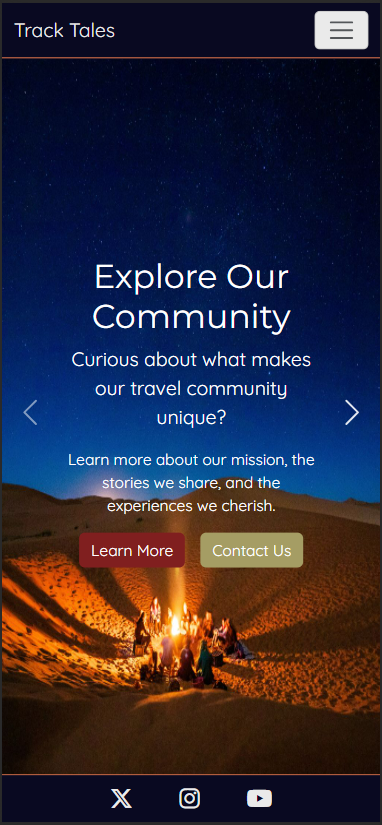 Track Tales
Explore Our
Community
Curious about what makes
our travel community
unique?
Learn more about our mission, the
stories we share, and the
experiences we cherish.
Learn More
Contact Us